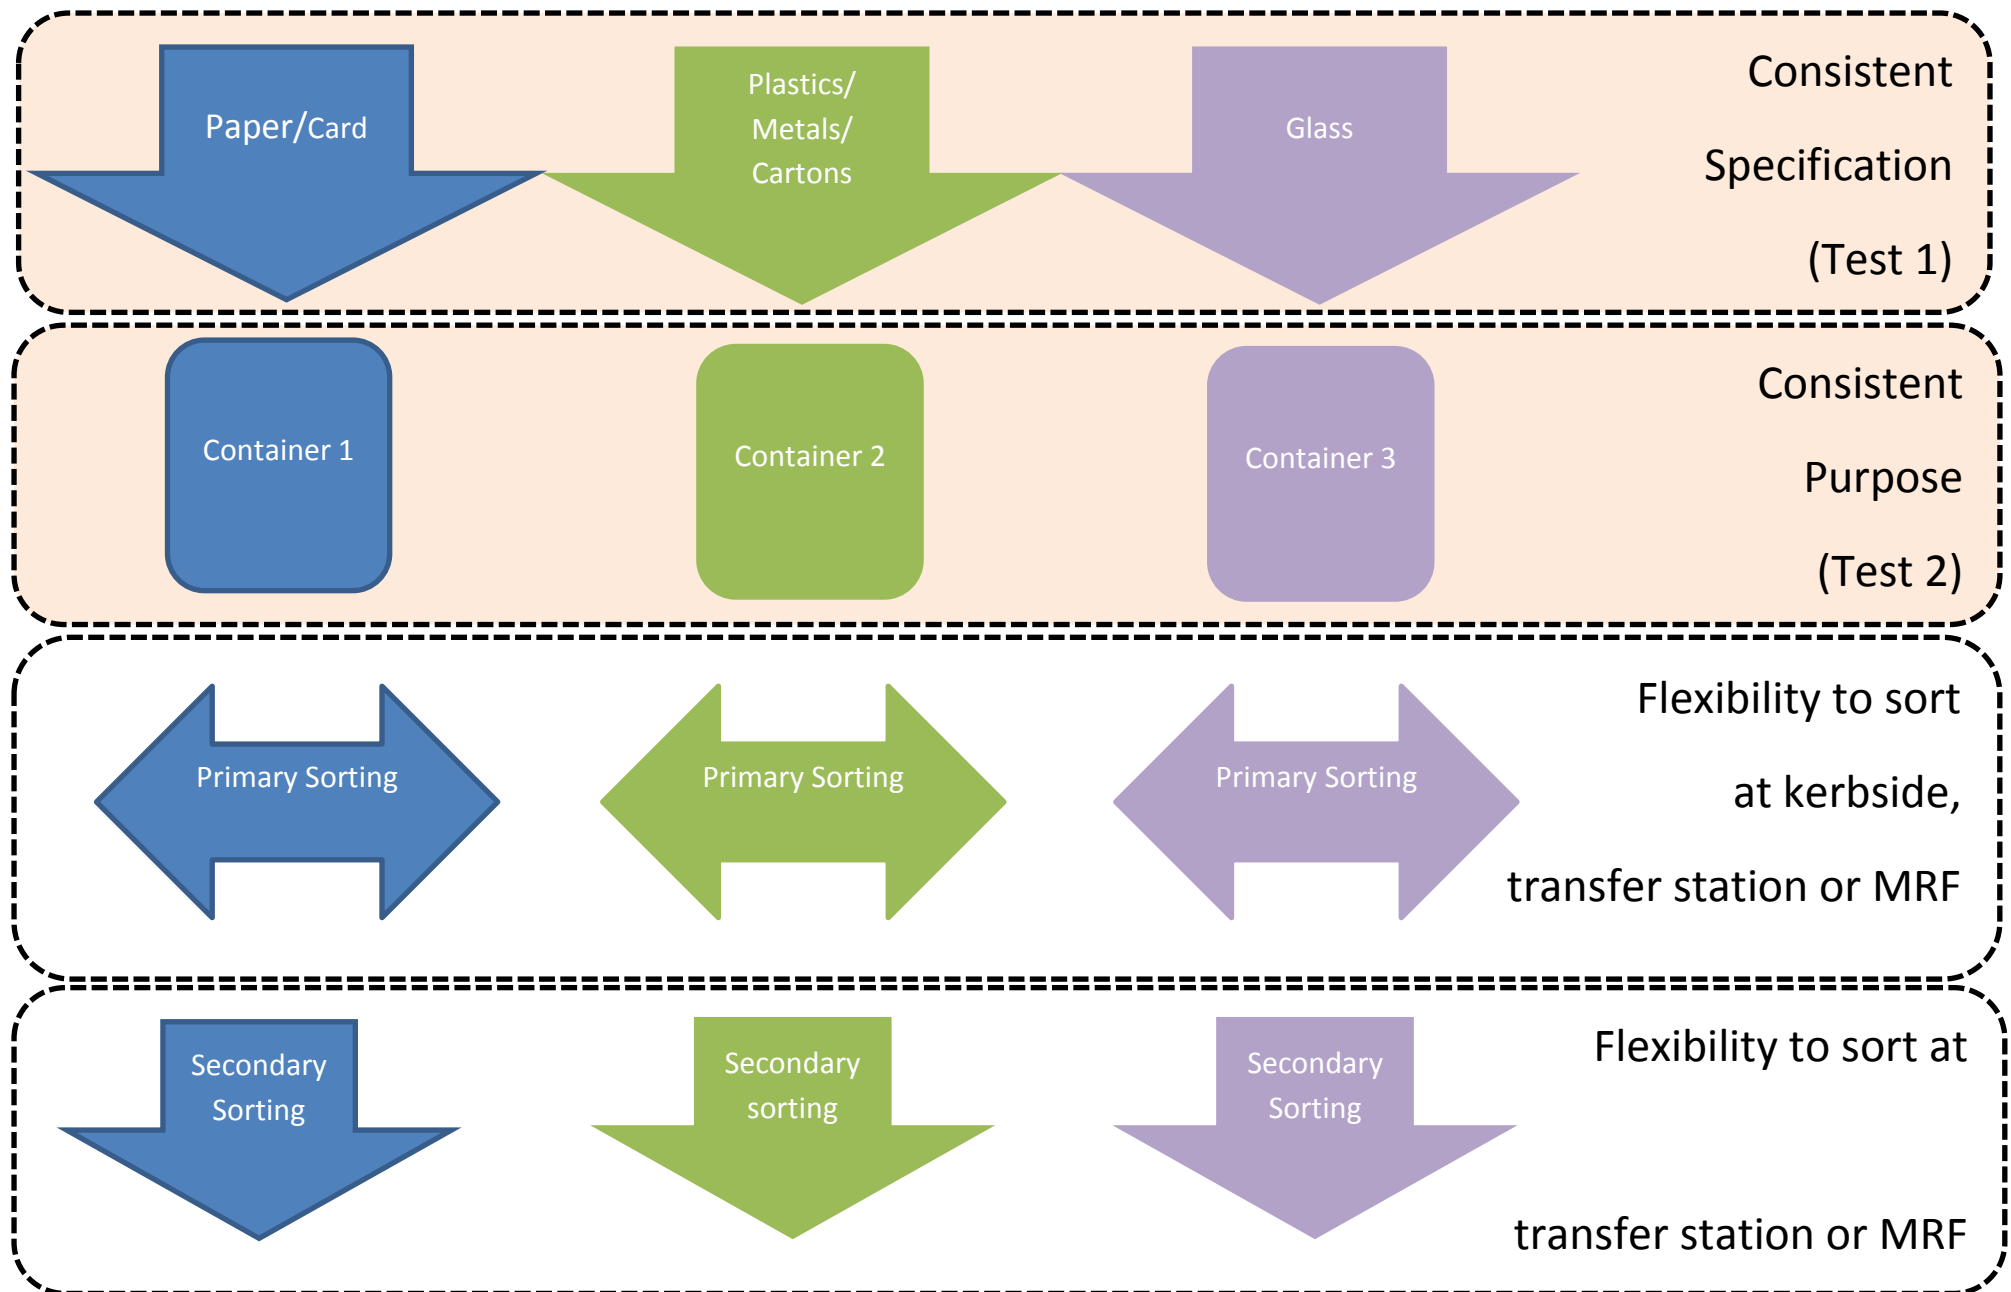 Paper/Card
Plastics/
Metals/
Cartons
Glass
Consistent
Specification
(Test 1)
Container 1
Container 2
Container 3
Consistent
Purpose
(Test 2)
Primary Sorting
Primary Sorting
Primary Sorting
Flexibility to sort
at kerbside,
transfer station or MRF
Secondary
Sorting
Secondary
sorting
Secondary
Sorting
Flexibility to sort at
transfer station or MRF